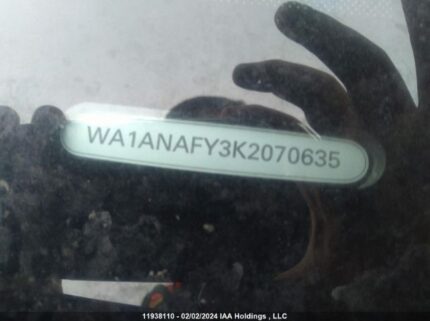 WA1ANAFY3K2070635
11938110 - 02/02/2024 IAA Holdings , LLC